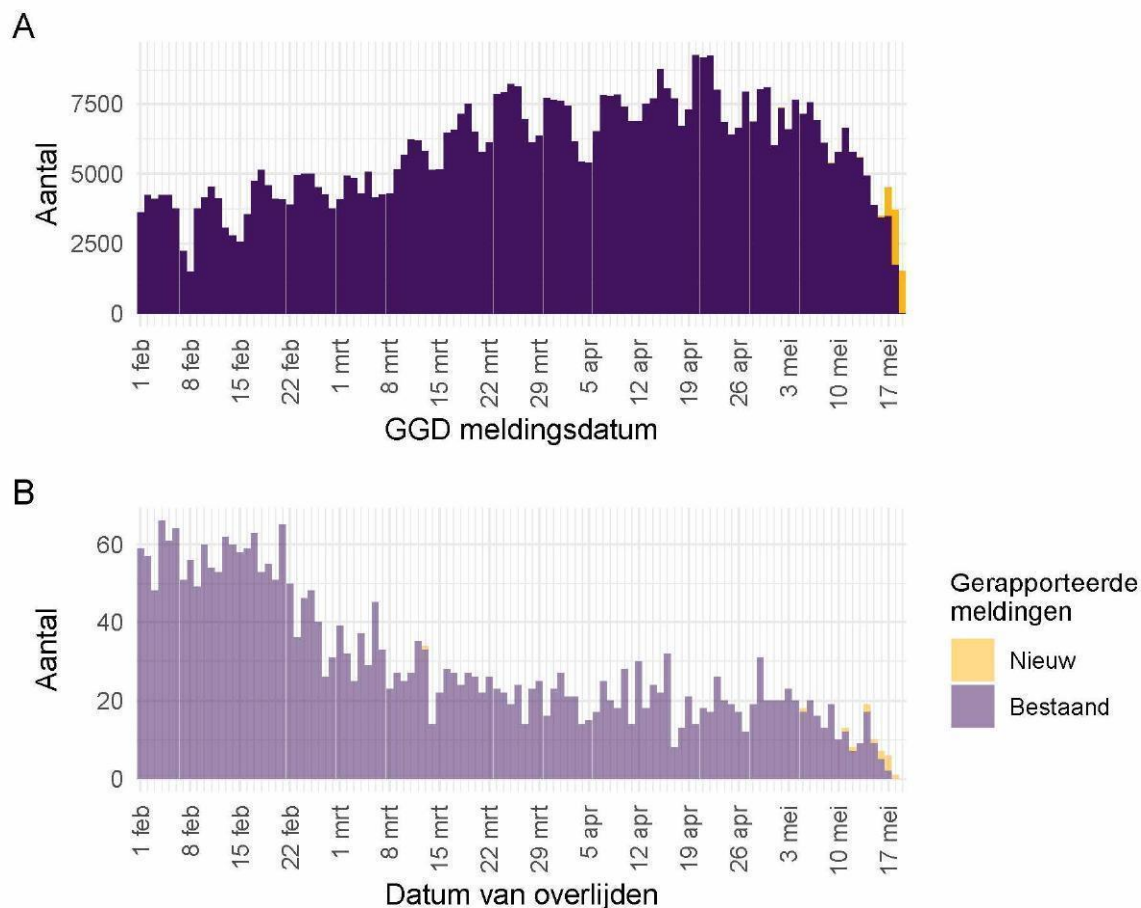 A
Aantal
7500
5000
2500
0
1 feb
8 feb
15 feb
22 feb
1 mrt
8 mrt
15 mrt
22 mrt
29 mrt
5 apr
12 apr
19 apr
26 apr
3 mei
10 mei
17 mei
GGD meldingsdatum
B
Aantal
60
40
20
0
1 feb
8 feb
15 feb
22 feb
1 mrt
8 mrt
15 mrt
22 mrt
29 mrt
5 apr
12 apr
19 apr
26 apr
3 mei
10 mei
17 mei
Datum van overlijden
Gerapporteerde
meldingen
Nieuw
Bestaand